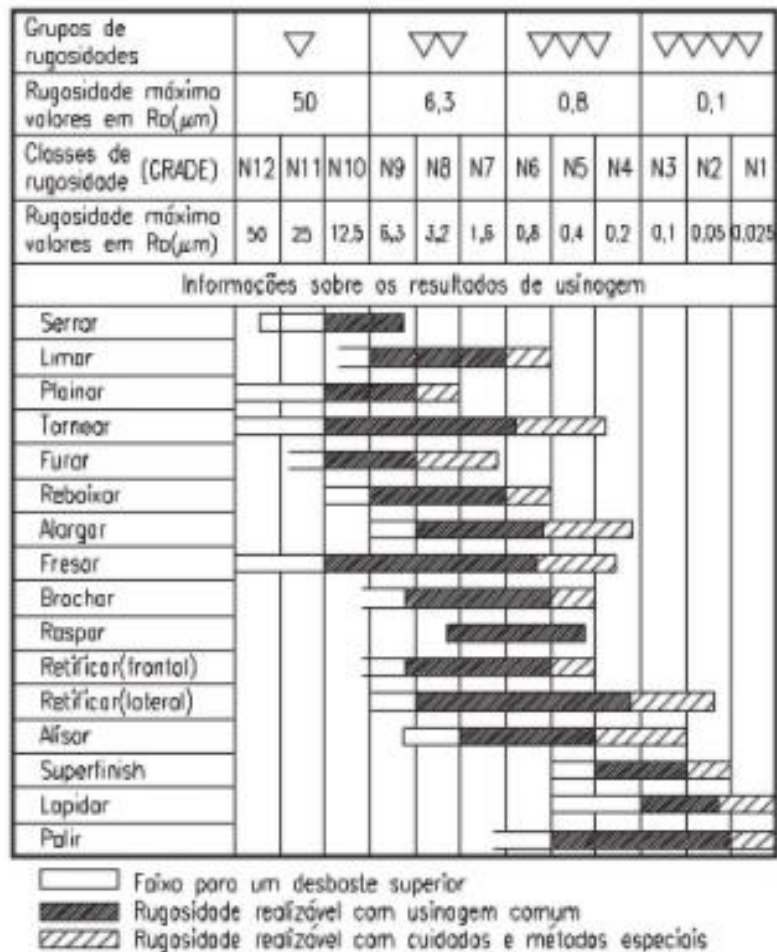 Grupos de
rugosidades
Rugosidade máximo
valores em Ra(μm)
50 6,3 0,8 0,1
Classes de
rugosidade (GRADE)
N12 N11 N10 N9 N8 N7 N6 N5 N4 N3 N2 N1
Rugosidade máximo
valores em Ra(μm)
50 25 12,5 6,3 3,2 1,6 0,8 0,4 0,2 0,1 0,05 0,025
Informações sobre os resultados de usinagem
Serrar
Limar
Plainar
Tornear
Furar
Rebaixar
Alargar
Fresar
Brochar
Raspar
Retificar(frontal)
Retificar(lateral)
Alisar
Superfinish
Lapidar
Polir
Faixa para um desbaste superior
Rugosidade realizável com usinagem comum
Rugosidade realizável com cuidados e métodos especiais